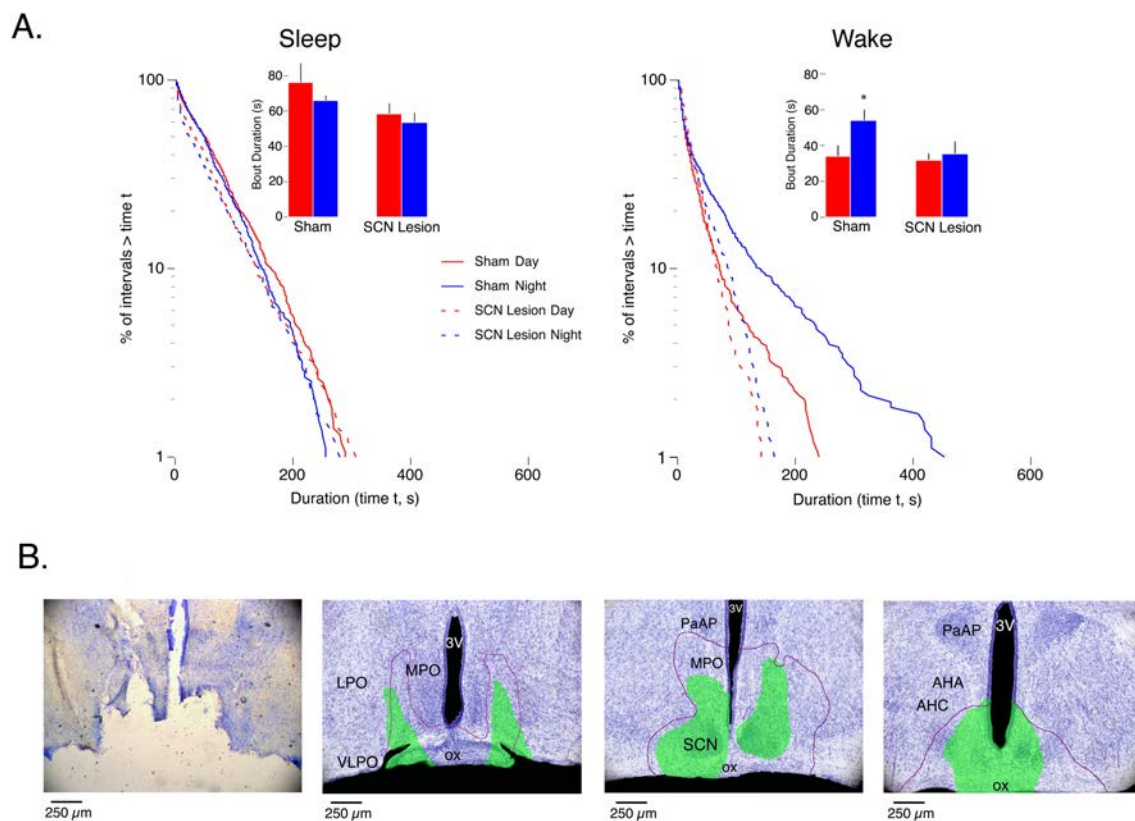 A.
Sleep
Wake
80
60
40
20
0
Bout Duration (s)
Sham
SCN Lesion
80
60
40
20
0
Bout Duration (s)
*
Sham
SCN Lesion
100
10
1
% of intervals > time t
0
200
400
600
Duration (time t, s)
Sham Day
Sham Night
SCN Lesion Day
SCN Lesion Night
100
10
1
% of intervals > time t
0
200
400
600
Duration (time t, s)
B.
250 µm
3V
MPO
LPO
VLPO
ox
250 µm
3V
PaAP
MPO
SCN
ox
250 µm
3V
PaAP
AHA
AHC
ox
250 µm